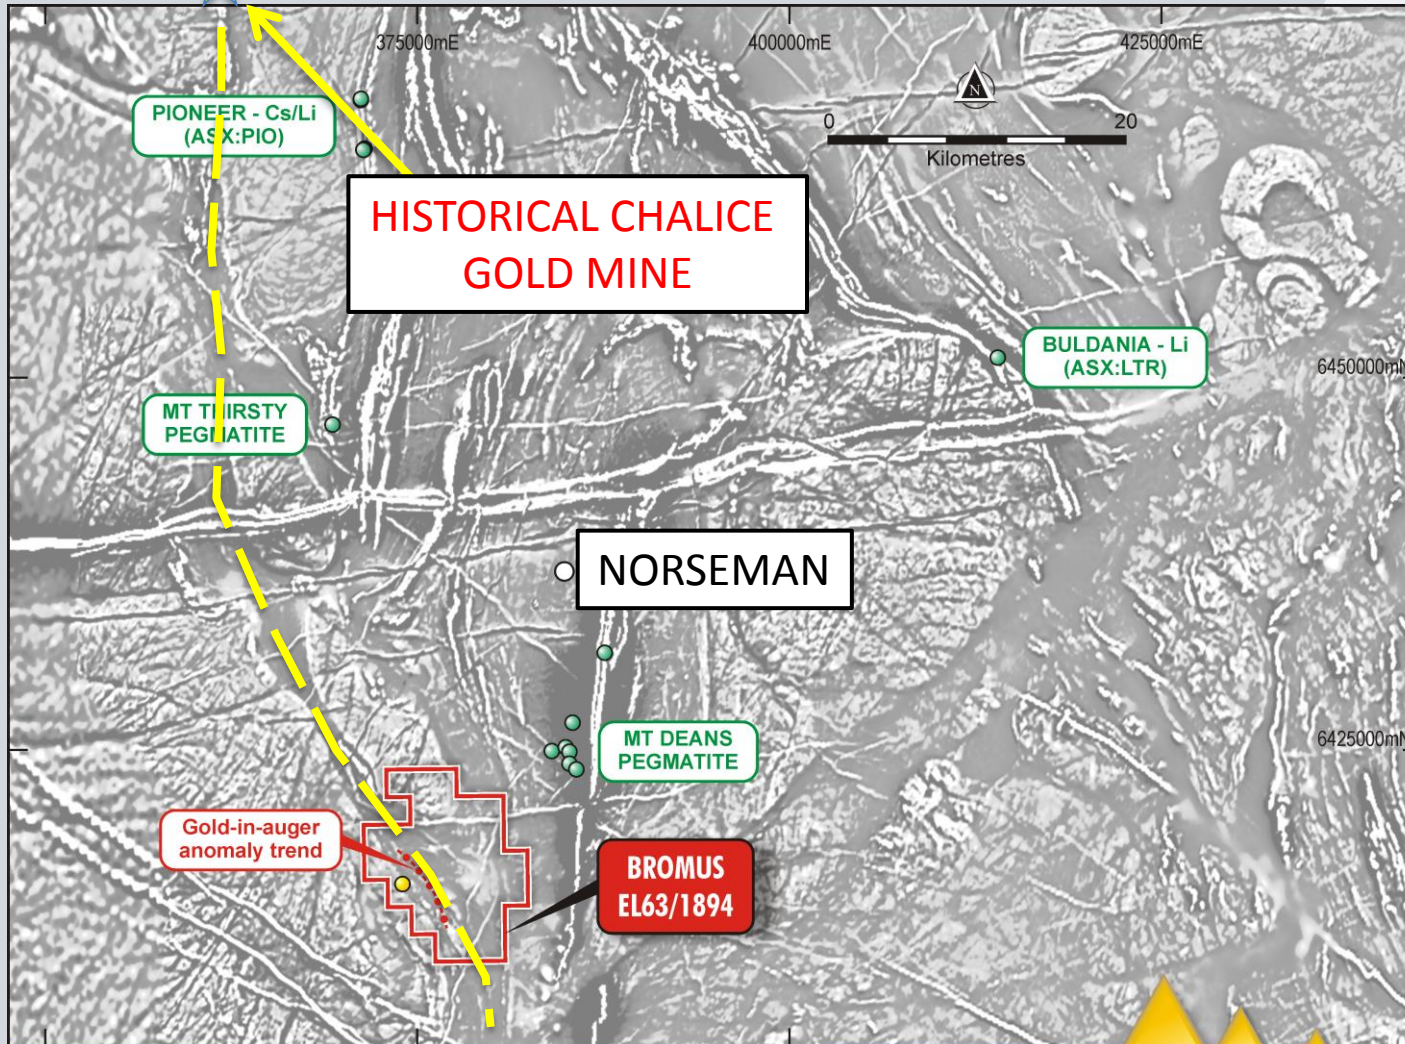 375000mE
400000mE
425000mE
N
0
20
Kilometres
PIONEER - Cs/Li
(ASX:PIO)
HISTORICAL CHALICE
GOLD MINE
BULDANIA - Li
(ASX:LTR)
6450000mN
MT THIRSTY
PEGMATITE
NORSEMAN
MT DEANS
PEGMATITE
6425000mN
Gold-in-auger
anomaly trend
BROMUS
EL63/1894